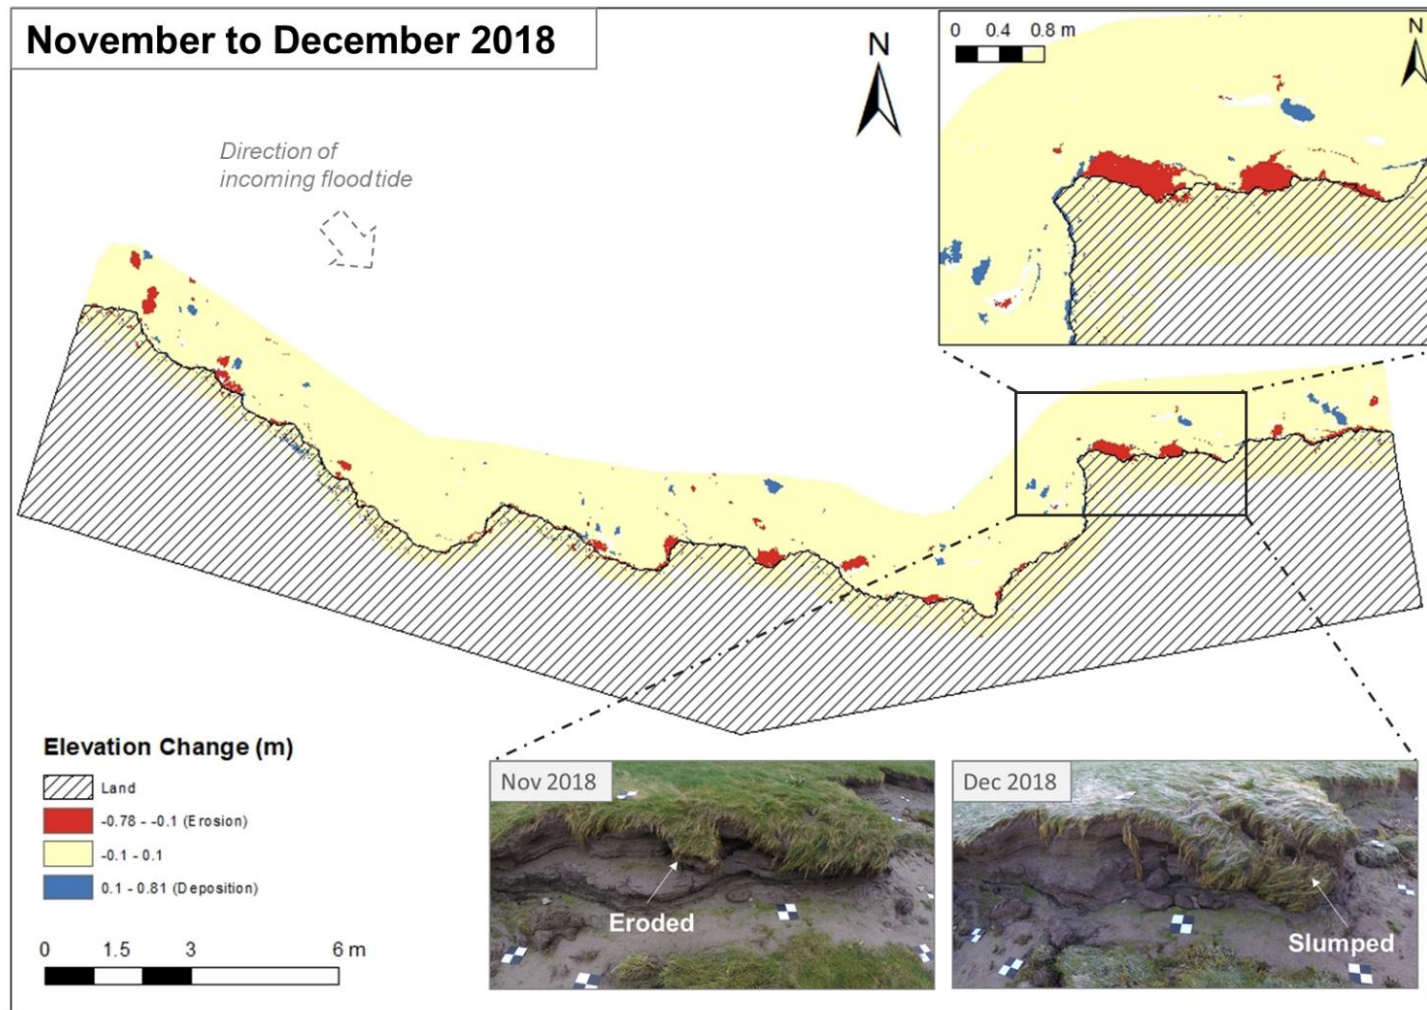 November to December 2018
N
0 0.4 0.8 m
N
Direction of
incoming flood tide
Elevation Change (m)
Land
-0.78 - -0.1 (Erosion)
-0.1 - 0.1
0.1 - 0.81 (Deposition)
0 1.5 3 6 m
Nov 2018
Eroded
Dec 2018
Slumped